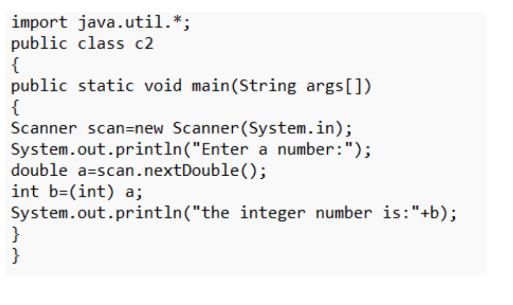 import java.util.*;
public class c2
{
public static void main(String args[])
{
Scanner scan=new Scanner(System.in);
System.out.println("Enter a number:");
double a=scan.nextDouble();
int b=(int) a;
System.out.println("the integer number is:"+b);
}
}